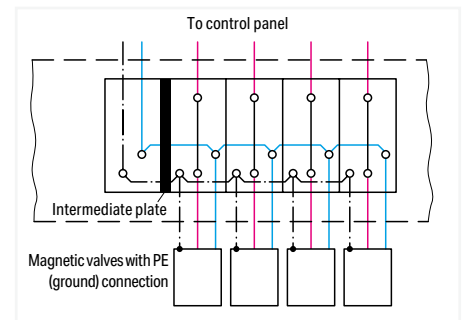 To control panel
Intermediate plate
Magnetic valves with PE
(ground) connection